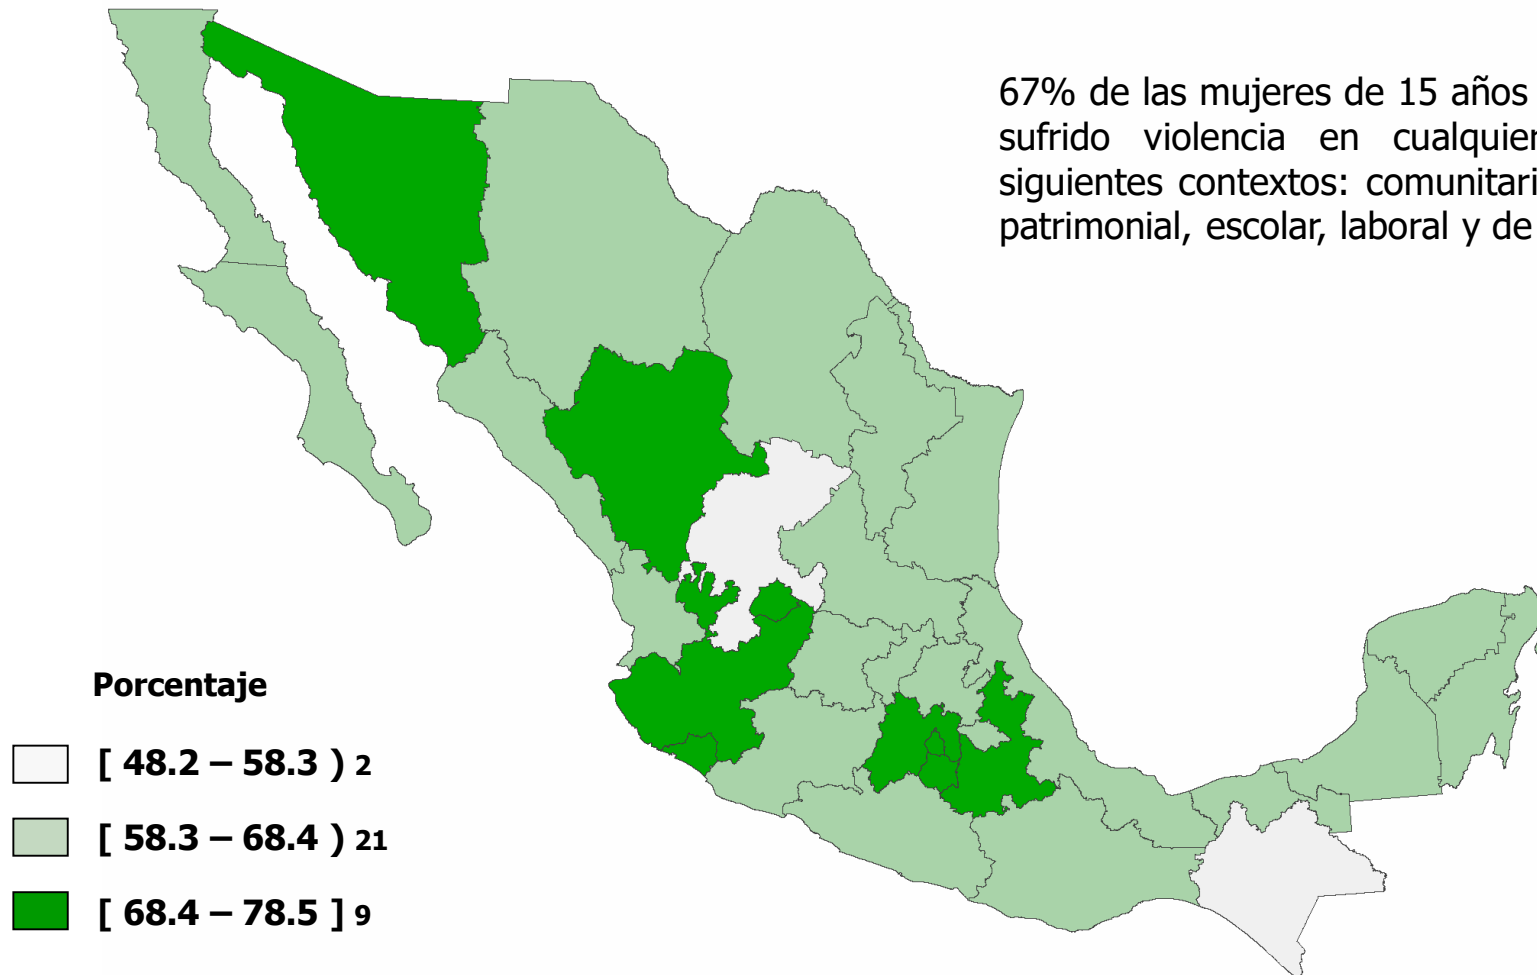 67% de las mujeres de 15 años
sufrido violencia en cualquier
siguientes contextos: comunitari
patrimonial, escolar, laboral y de
Porcentaje
[ 48.2 – 58.3 ) 2
[ 58.3 – 68.4 ) 21
[ 68.4 – 78.5 ] 9